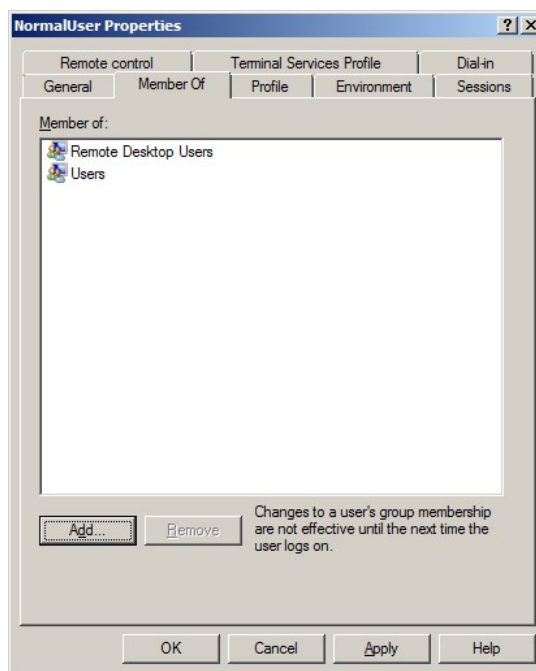 NormalUser Properties
Remote control
Terminal Services Profile
Dial-in
General
Member Of
Profile
Environment
Sessions
Member of:
Remote Desktop Users
Users
Add...
Remove
Changes to a user's group membership
are not effective until the next time the
user logs on.
OK
Cancel
Apply
Help